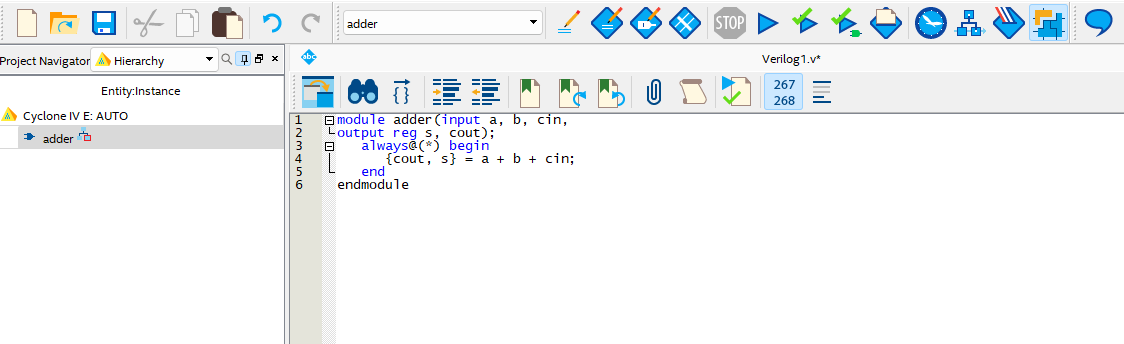 adder
STOP
Project Navigator Hierarchy
Entity:Instance
Cyclone IV E: AUTO
adder
abc
Verilog1.v*
267
268
1 module adder(input a, b, cin,
2 output reg s, cout);
3 always@(*) begin
4 {cout, s} = a + b + cin;
5 end
6 endmodule